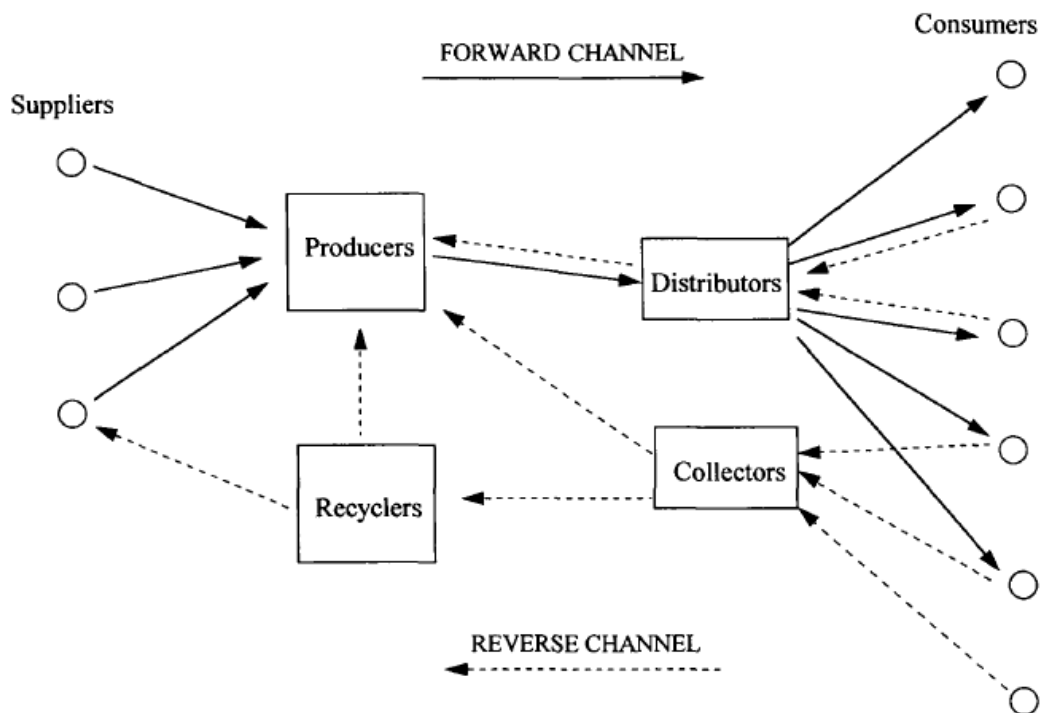 Consumers
FORWARD CHANNEL
Suppliers
Producers
Distributors
Collectors
Recyclers
REVERSE CHANNEL